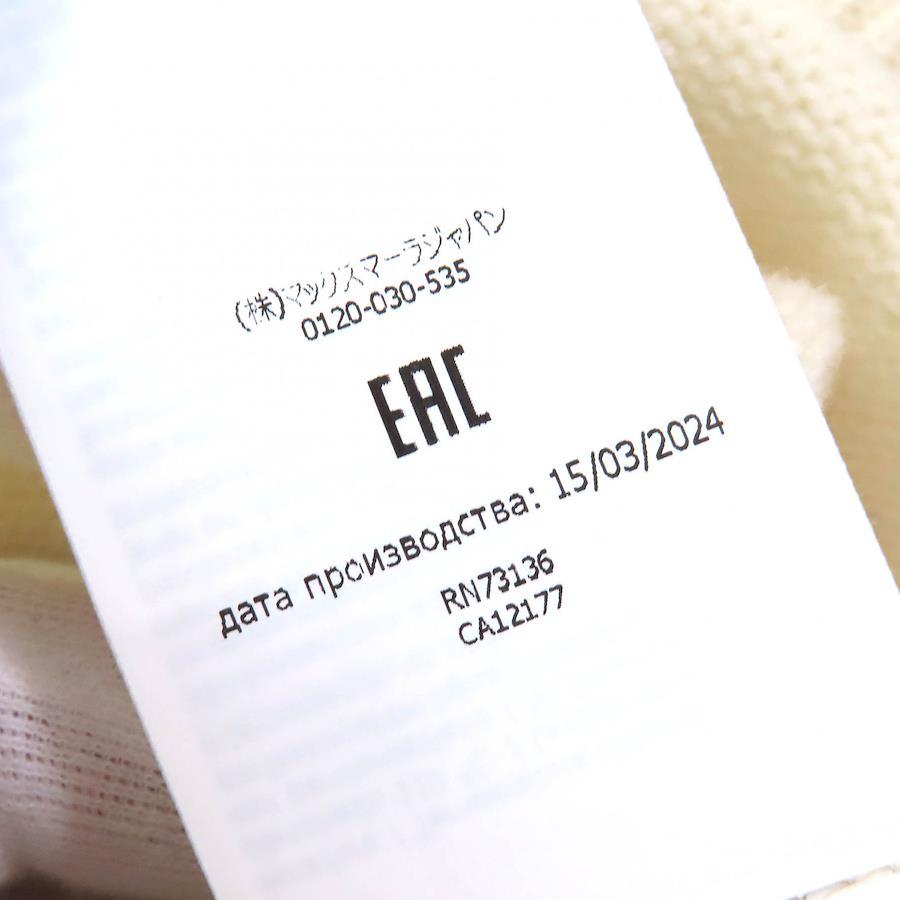 (株)マックスマーラジャパン
0120-030-535
EAC
дата производства: 15/03/2024
RN73136
CA12177